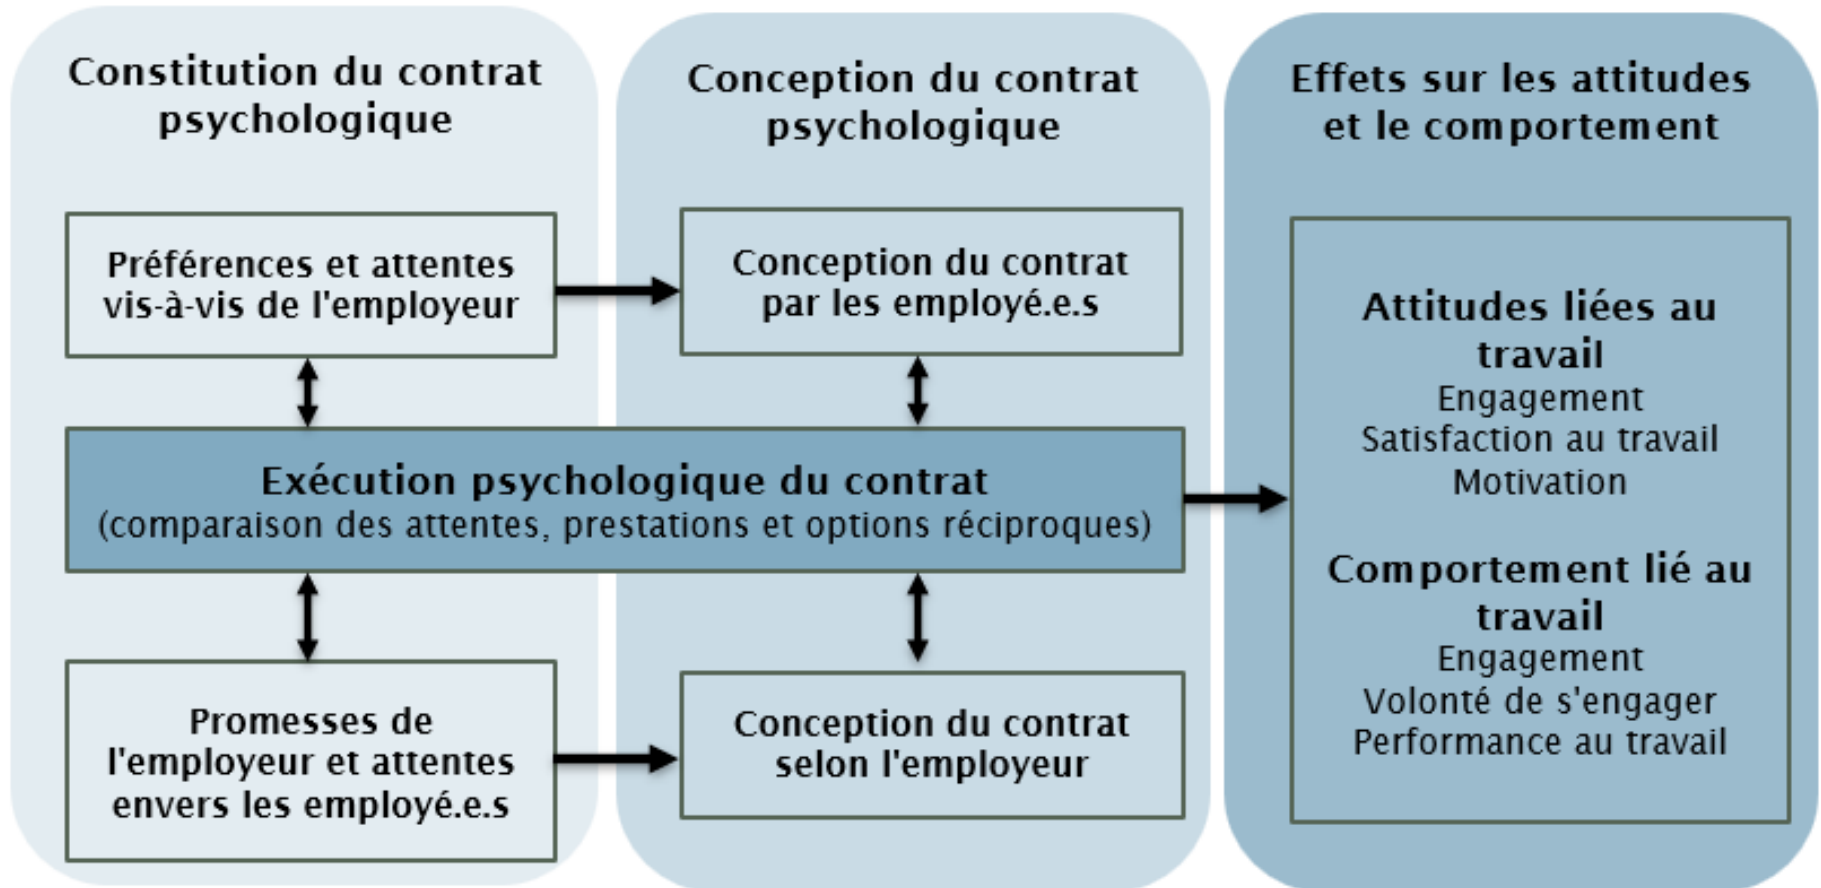 Constitution du contrat
psychologique
Conception du contrat
psychologique
Effets sur les attitudes
et le comportement
Préférences et attentes
vis-à-vis de l'employeur
Conception du contrat
par les employé.e.s
Exécution psychologique du contrat
(comparaison des attentes, prestations et options réciproques)
Promesses de
l'employeur et attentes
envers les employé.e.s
Conception du contrat
selon l'employeur
Attitudes liées au
travail
Engagement
Satisfaction au travail
Motivation
Comportement lié au
travail
Engagement
Volonté de s'engager
Performance au travail